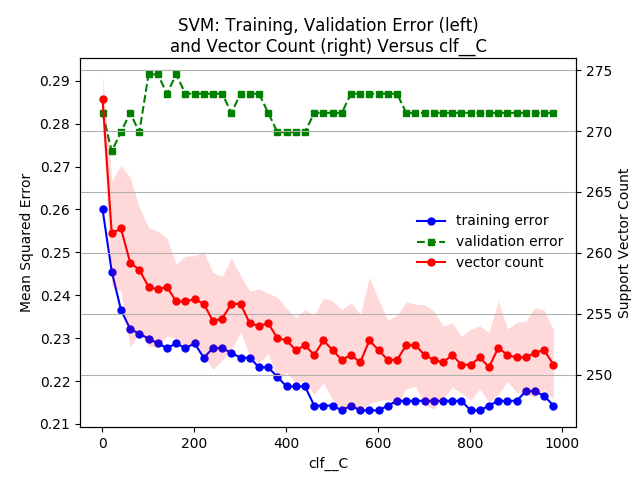 SVM: Training, Validation Error (left)
and Vector Count (right) Versus clf__C
Mean Squared Error
0.29
0.28
0.27
0.26
0.25
0.24
0.23
0.22
0.21
training error
validation error
vector count
275
270
265
260
255
250
Support Vector Count
0
200
400
600
800
1000
clf__C